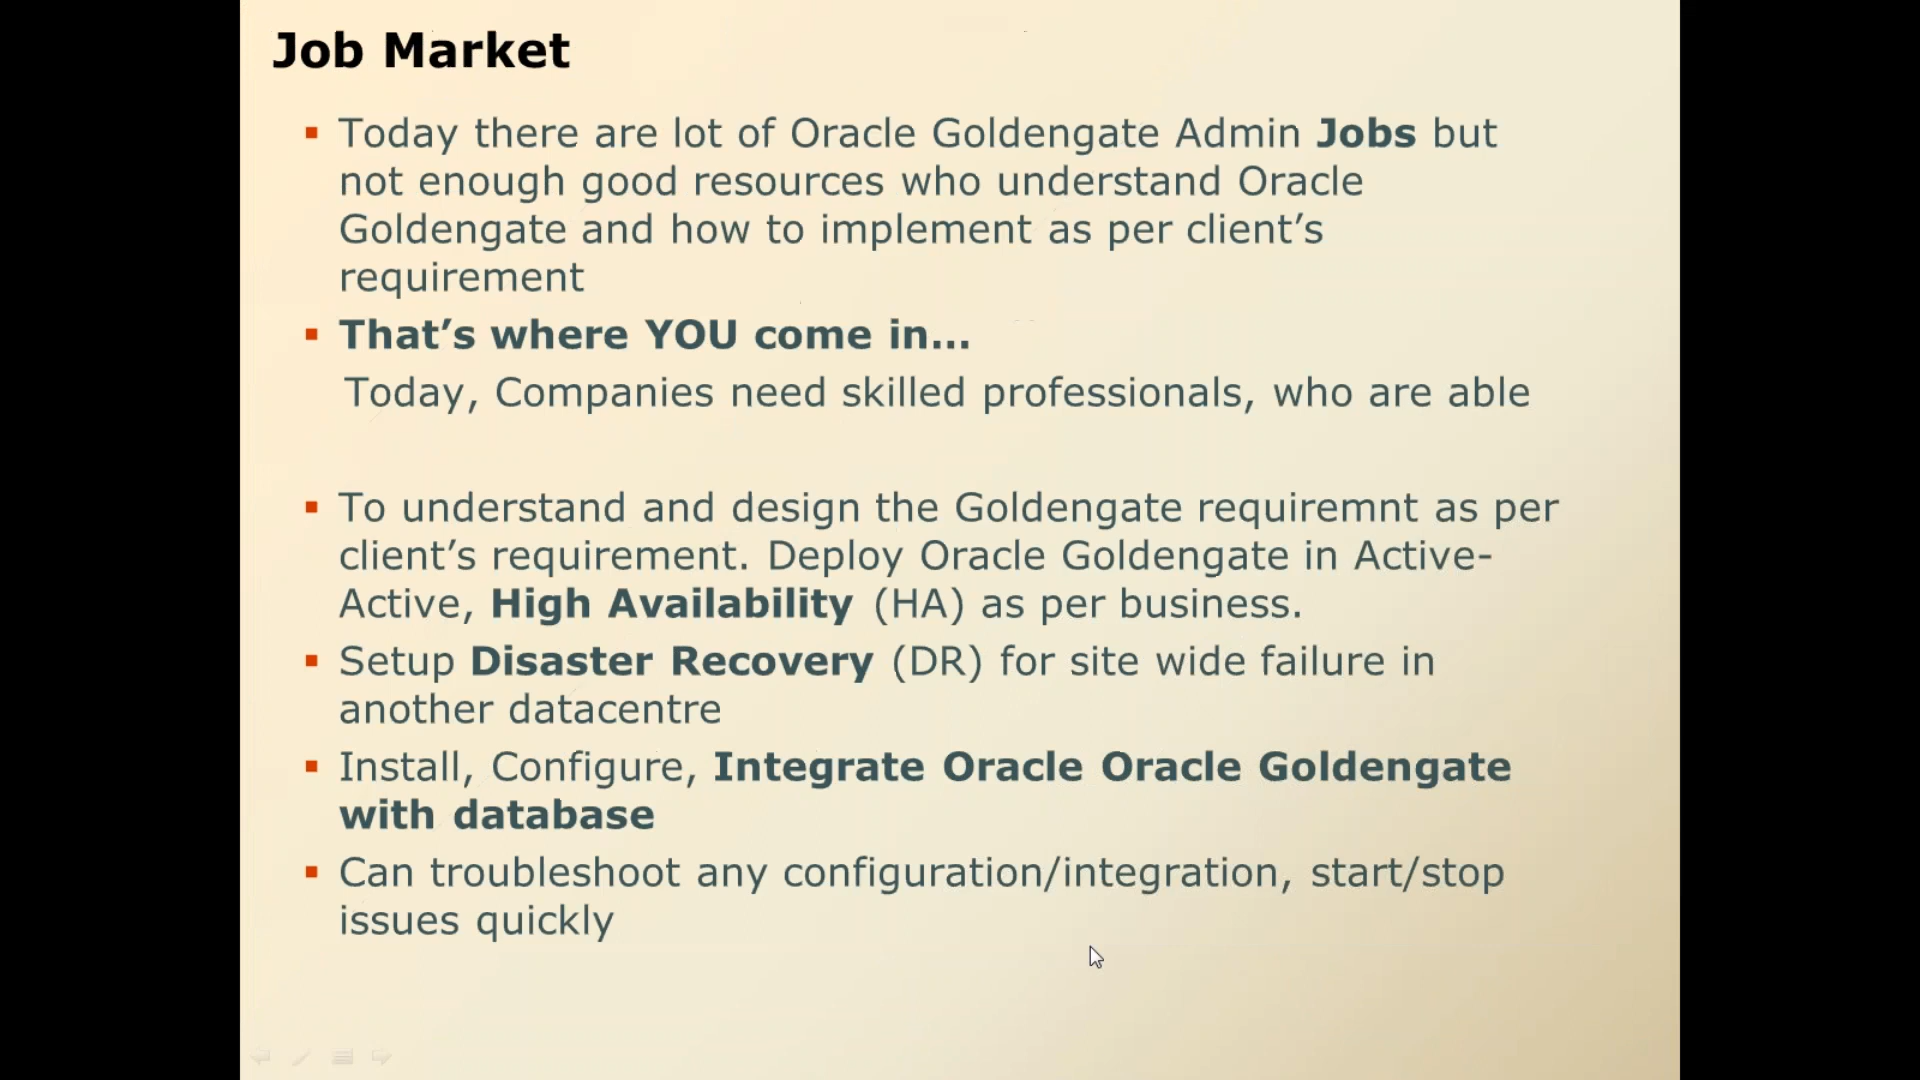 Job Market
Today there are lot of Oracle Goldengate Admin Jobs but
not enough good resources who understand Oracle
Goldengate and how to implement as per client’s
requirement
That’s where YOU come in…
Today, Companies need skilled professionals, who are able
To understand and design the Goldengate requiremnt as per
client’s requirement. Deploy Oracle Goldengate in Active-
Active, High Availability (HA) as per business.
Setup Disaster Recovery (DR) for site wide failure in
another datacentre
Install, Configure, Integrate Oracle Oracle Goldengate
with database
Can troubleshoot any configuration/integration, start/stop
issues quickly